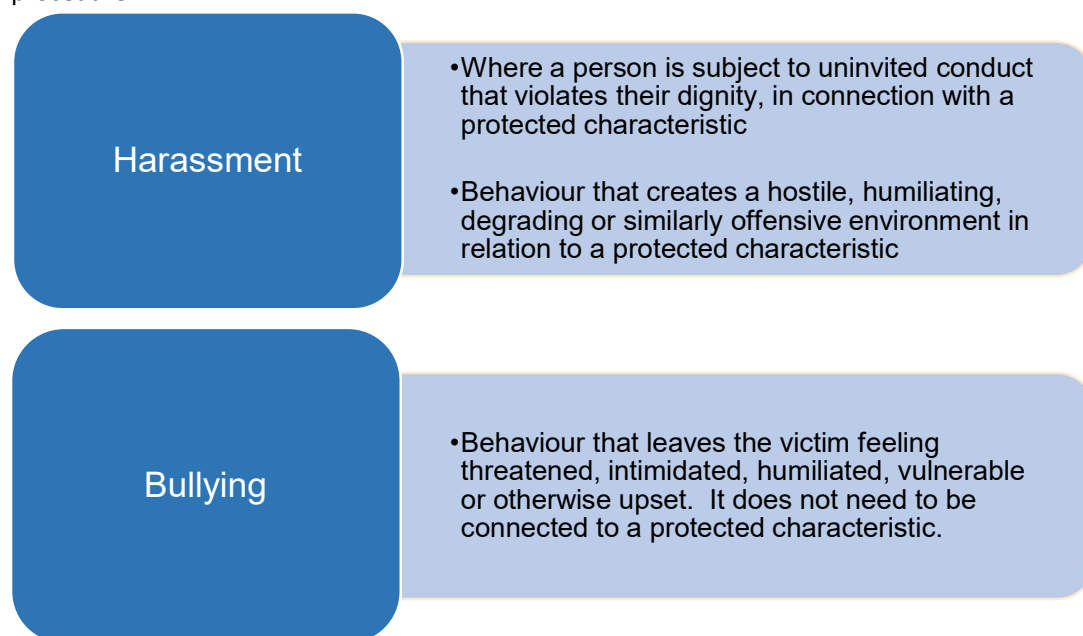 Harassment
•Where a person is subject to uninvited conduct
that violates their dignity, in connection with a
protected characteristic
•Behaviour that creates a hostile, humiliating,
degrading or similarly offensive environment in
relation to a protected characteristic
Bullying
•Behaviour that leaves the victim feeling
threatened, intimidated, humiliated, vulnerable
or otherwise upset.  It does not need to be
connected to a protected characteristic.